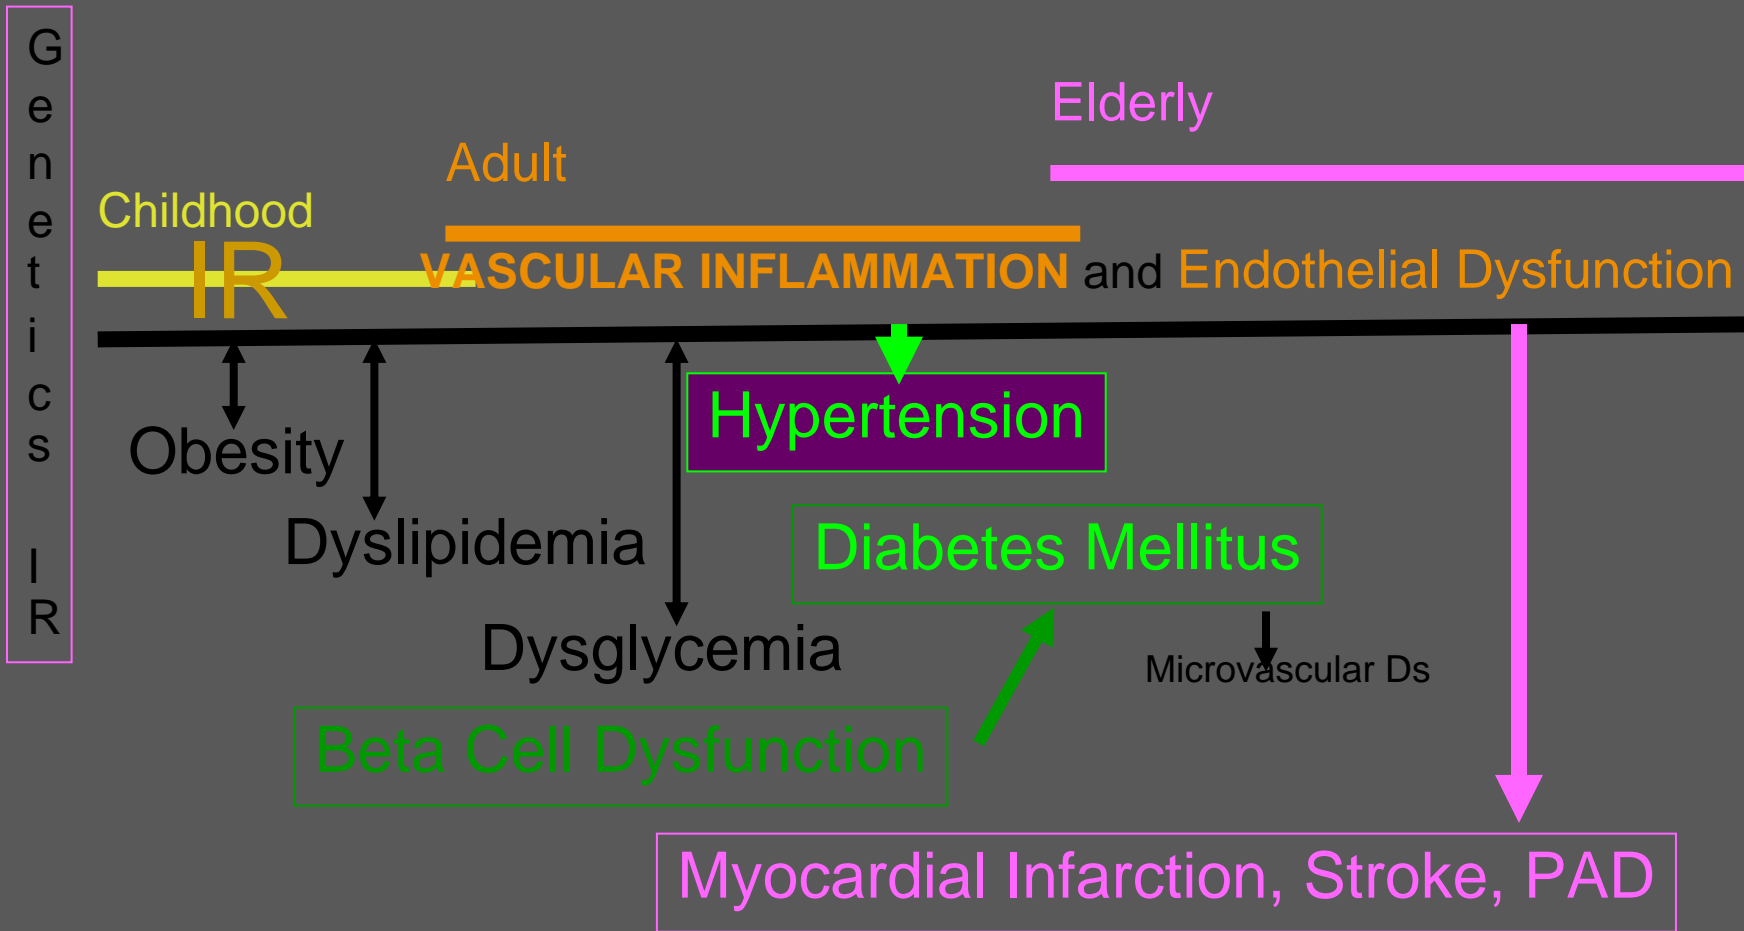 Genetics IR
Elderly
Adult
Childhood
IR
VASCULAR INFLAMMATION and Endothelial Dysfunction
Hypertension
Obesity
Dyslipidemia
Diabetes Mellitus
Dysglycemia
Microvascular Ds
Beta Cell Dysfunction
Myocardial Infarction, Stroke, PAD